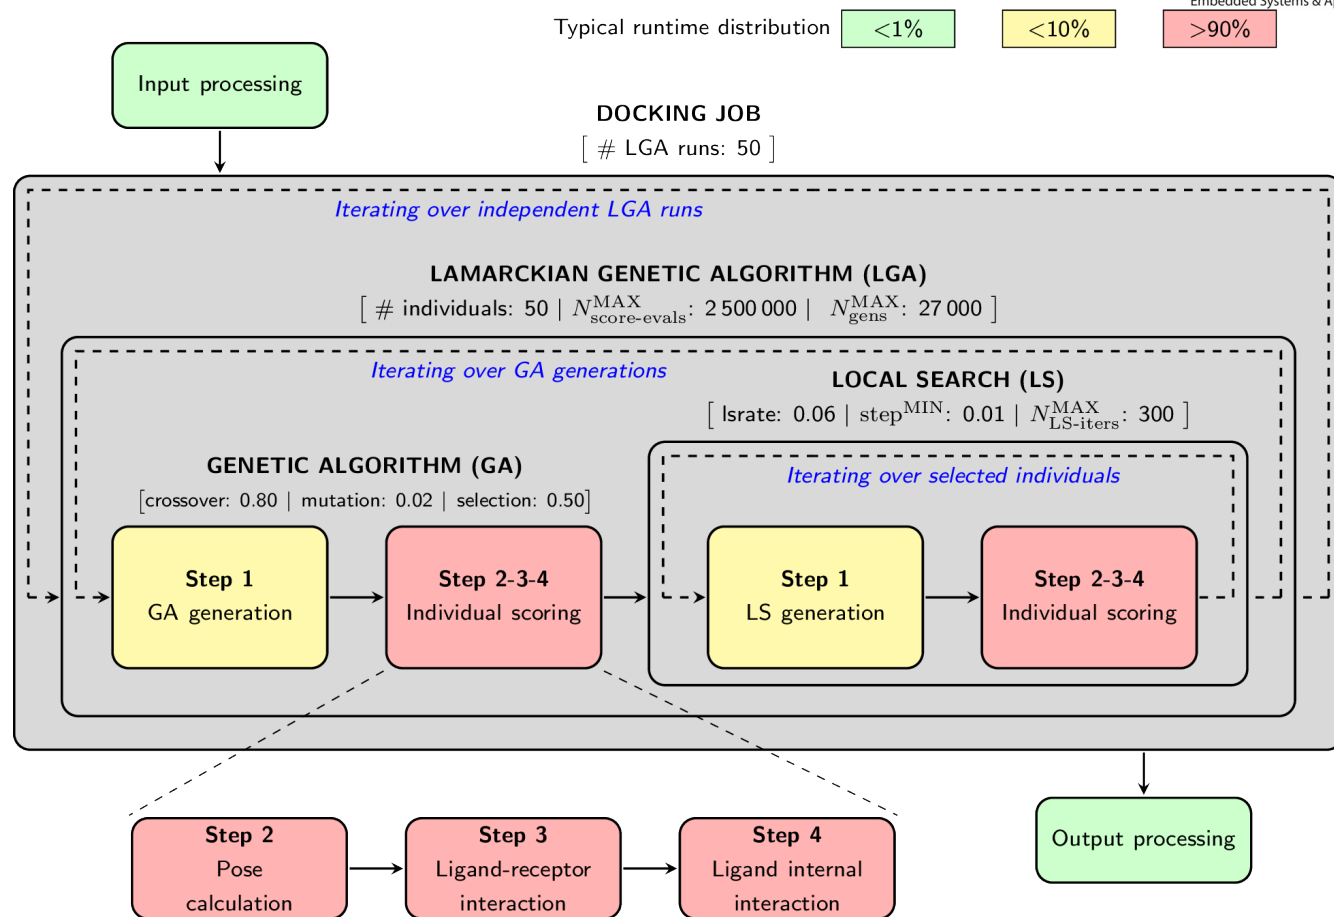 Embedded Systems &
Typical runtime distribution <1% <10% >90%
Input processing
DOCKING JOB
[ # LGA runs: 50 ]
Iterating over independent LGA runs
LAMARCKIAN GENETIC ALGORITHM (LGA)
[ # individuals: 50 | N^MAX_score-evals: 2 500 000 | N^MAX_gens: 27 000 ]
Iterating over GA generations
LOCAL SEARCH (LS)
[ lsrate: 0.06 | step^MIN: 0.01 | N^MAX_LS-iters: 300 ]
GENETIC ALGORITHM (GA)
[crossover: 0.80 | mutation: 0.02 | selection: 0.50]
Iterating over selected individuals
Step 1
GA generation
Step 2-3-4
Individual scoring
Step 1
LS generation
Step 2-3-4
Individual scoring
Step 2
Pose
calculation
Step 3
Ligand-receptor
interaction
Step 4
Ligand internal
interaction
Output processing